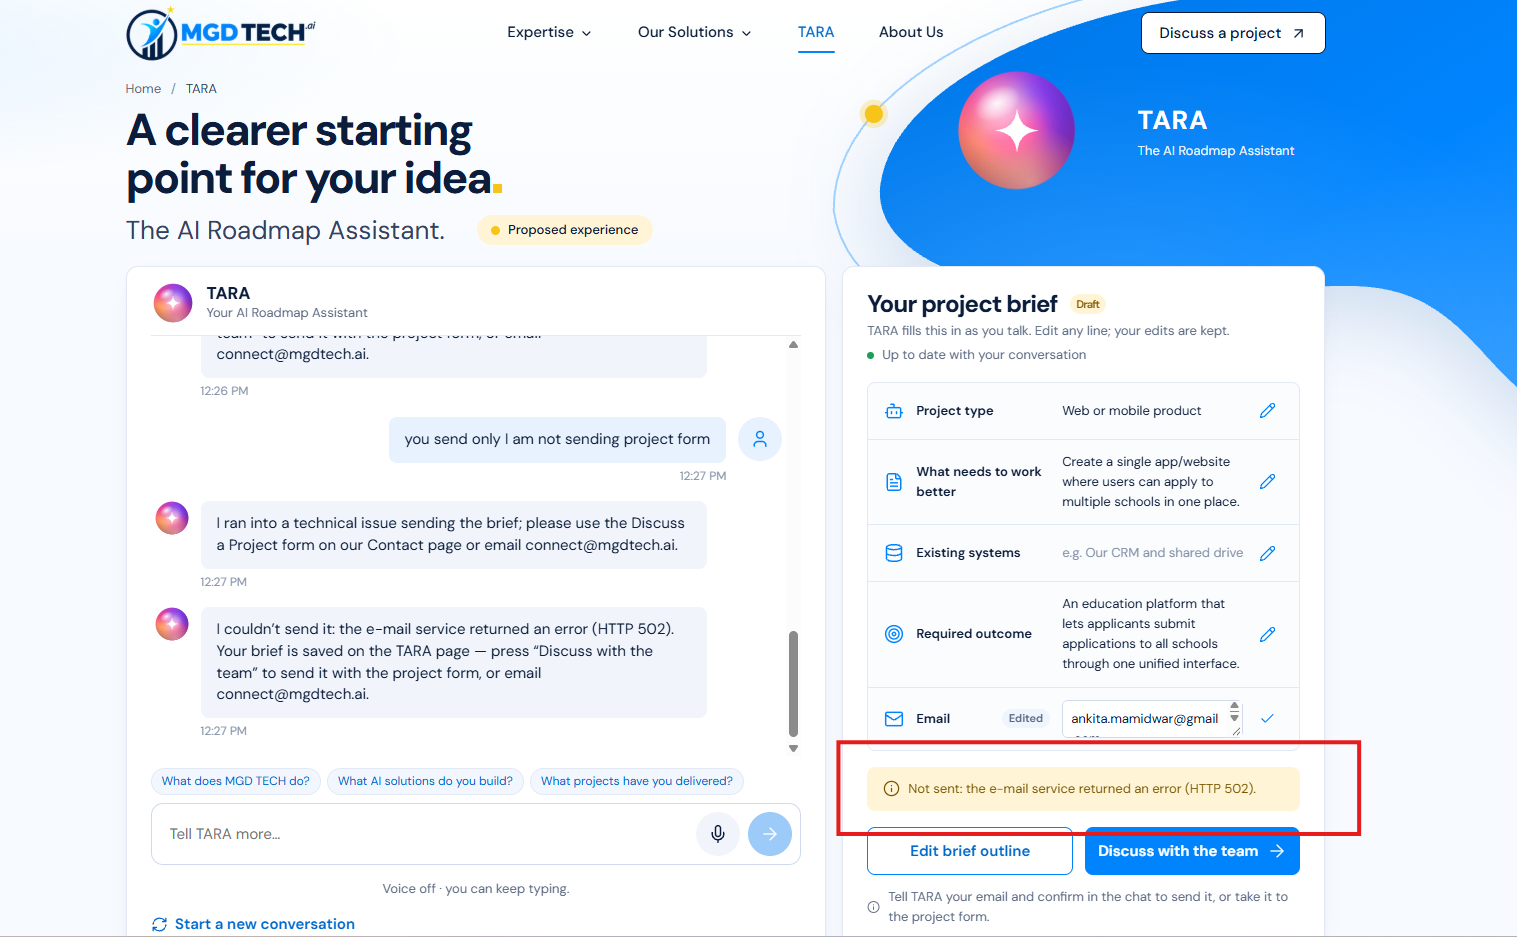 MGD TECH.ai
Expertise
Our Solutions
TARA
About Us
Discuss a project
Home / TARA
A clearer starting
point for your idea.
The AI Roadmap Assistant.
Proposed experience
TARA
The AI Roadmap Assistant
TARA
Your AI Roadmap Assistant
team” to send it with the project form, or email
connect@mgdtech.ai.
12:26 PM
you send only I am not sending project form
12:27 PM
I ran into a technical issue sending the brief; please use the Discuss
a Project form on our Contact page or email connect@mgdtech.ai.
12:27 PM
I couldn’t send it: the e-mail service returned an error (HTTP 502).
Your brief is saved on the TARA page — press “Discuss with the
team” to send it with the project form, or email
connect@mgdtech.ai.
12:27 PM
What does MGD TECH do?
What AI solutions do you build?
What projects have you delivered?
Tell TARA more...
Voice off · you can keep typing.
Start a new conversation
Your project brief
Draft
TARA fills this in as you talk. Edit any line; your edits are kept.
Up to date with your conversation
Project type
Web or mobile product
What needs to work
better
Create a single app/website
where users can apply to
multiple schools in one place.
Existing systems
e.g. Our CRM and shared drive
Required outcome
An education platform that
lets applicants submit
applications to all schools
through one unified interface.
Email
Edited
ankita.mamidwar@gmail
Not sent: the e-mail service returned an error (HTTP 502).
Edit brief outline
Discuss with the team
Tell TARA your email and confirm in the chat to send it, or take it to
the project form.